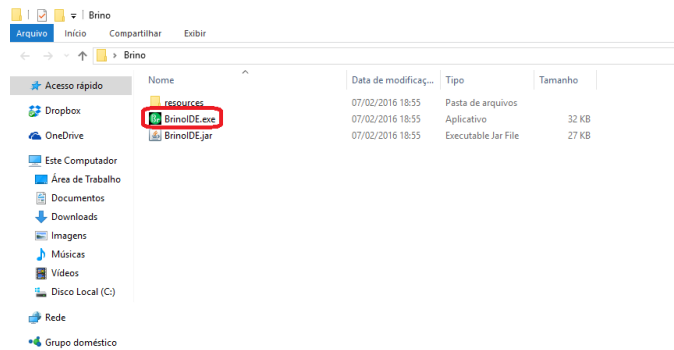 Brino
Arquivo Início Compartilhar Exibir
Brino
Nome Data de modificaç... Tipo Tamanho
Acesso rápido
resources 07/02/2016 18:55 Pasta de arquivos
BrinoIDE.exe 07/02/2016 18:55 Aplicativo 32 KB
BrinoIDE.jar 07/02/2016 18:55 Executable Jar File 27 KB
Dropbox
OneDrive
Este Computador
Área de Trabalho
Documentos
Downloads
Imagens
Músicas
Vídeos
Disco Local (C:)
Rede
Grupo doméstico